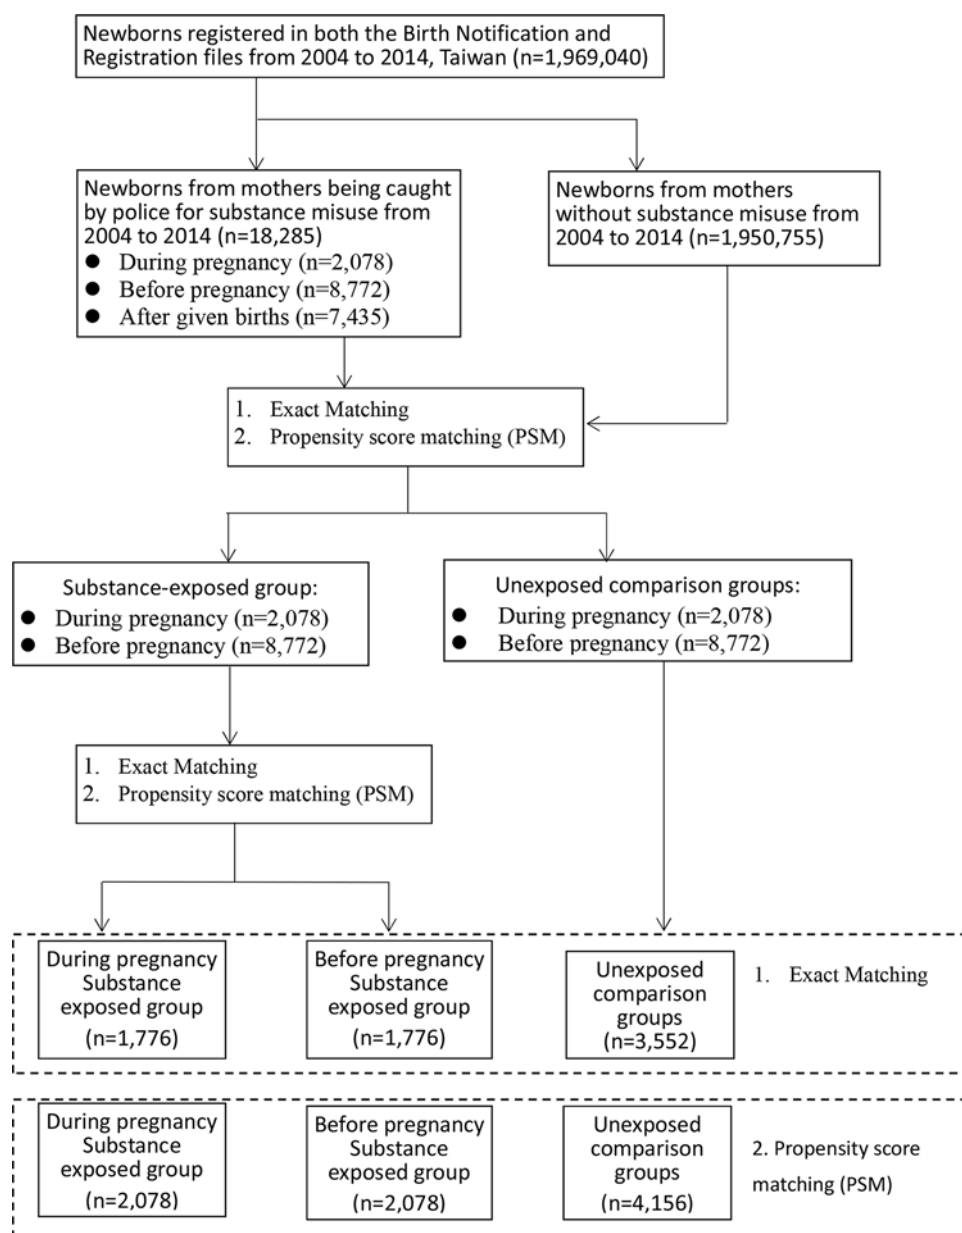 Newborns registered in both the Birth Notification and
Registration files from 2004 to 2014, Taiwan (n=1,969,040)
Newborns from mothers being caught
by police for substance misuse from
2004 to 2014 (n=18,285)
● During pregnancy (n=2,078)
● Before pregnancy (n=8,772)
● After given births (n=7,435)
Newborns from mothers
without substance misuse from
2004 to 2014 (n=1,950,755)
1. Exact Matching
2. Propensity score matching (PSM)
Substance-exposed group:
● During pregnancy (n=2,078)
● Before pregnancy (n=8,772)
Unexposed comparison groups:
● During pregnancy (n=2,078)
● Before pregnancy (n=8,772)
1. Exact Matching
2. Propensity score matching (PSM)
During pregnancy
Substance
exposed group
(n=1,776)
Before pregnancy
Substance
exposed group
(n=1,776)
Unexposed
comparison
groups
(n=3,552)
1. Exact Matching
During pregnancy
Substance
exposed group
(n=2,078)
Before pregnancy
Substance
exposed group
(n=2,078)
Unexposed
comparison
groups
(n=4,156)
2. Propensity score
matching (PSM)